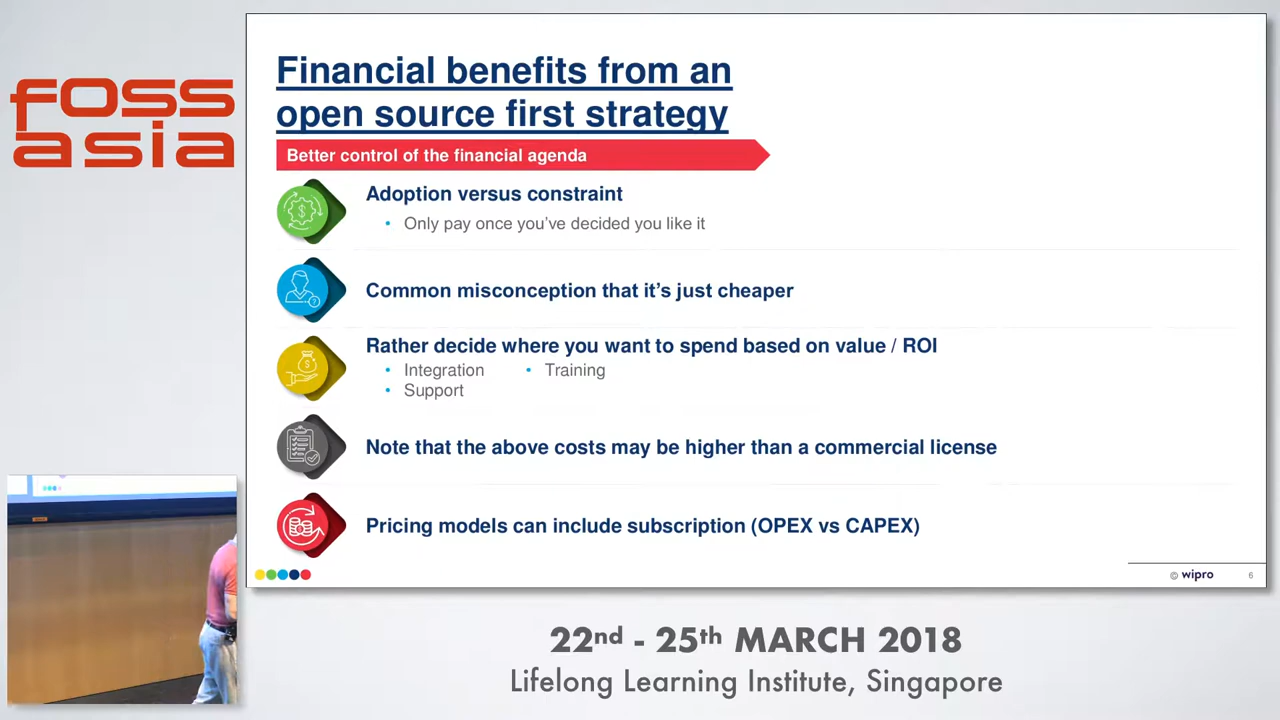 foss
asia
Financial benefits from an
open source first strategy
Better control of the financial agenda
Adoption versus constraint
• Only pay once you’ve decided you like it
Common misconception that it’s just cheaper
Rather decide where you want to spend based on value / ROI
• Integration • Training
• Support
Note that the above costs may be higher than a commercial license
Pricing models can include subscription (OPEX vs CAPEX)
© wipro 6
22nd - 25th MARCH 2018
Lifelong Learning Institute, Singapore